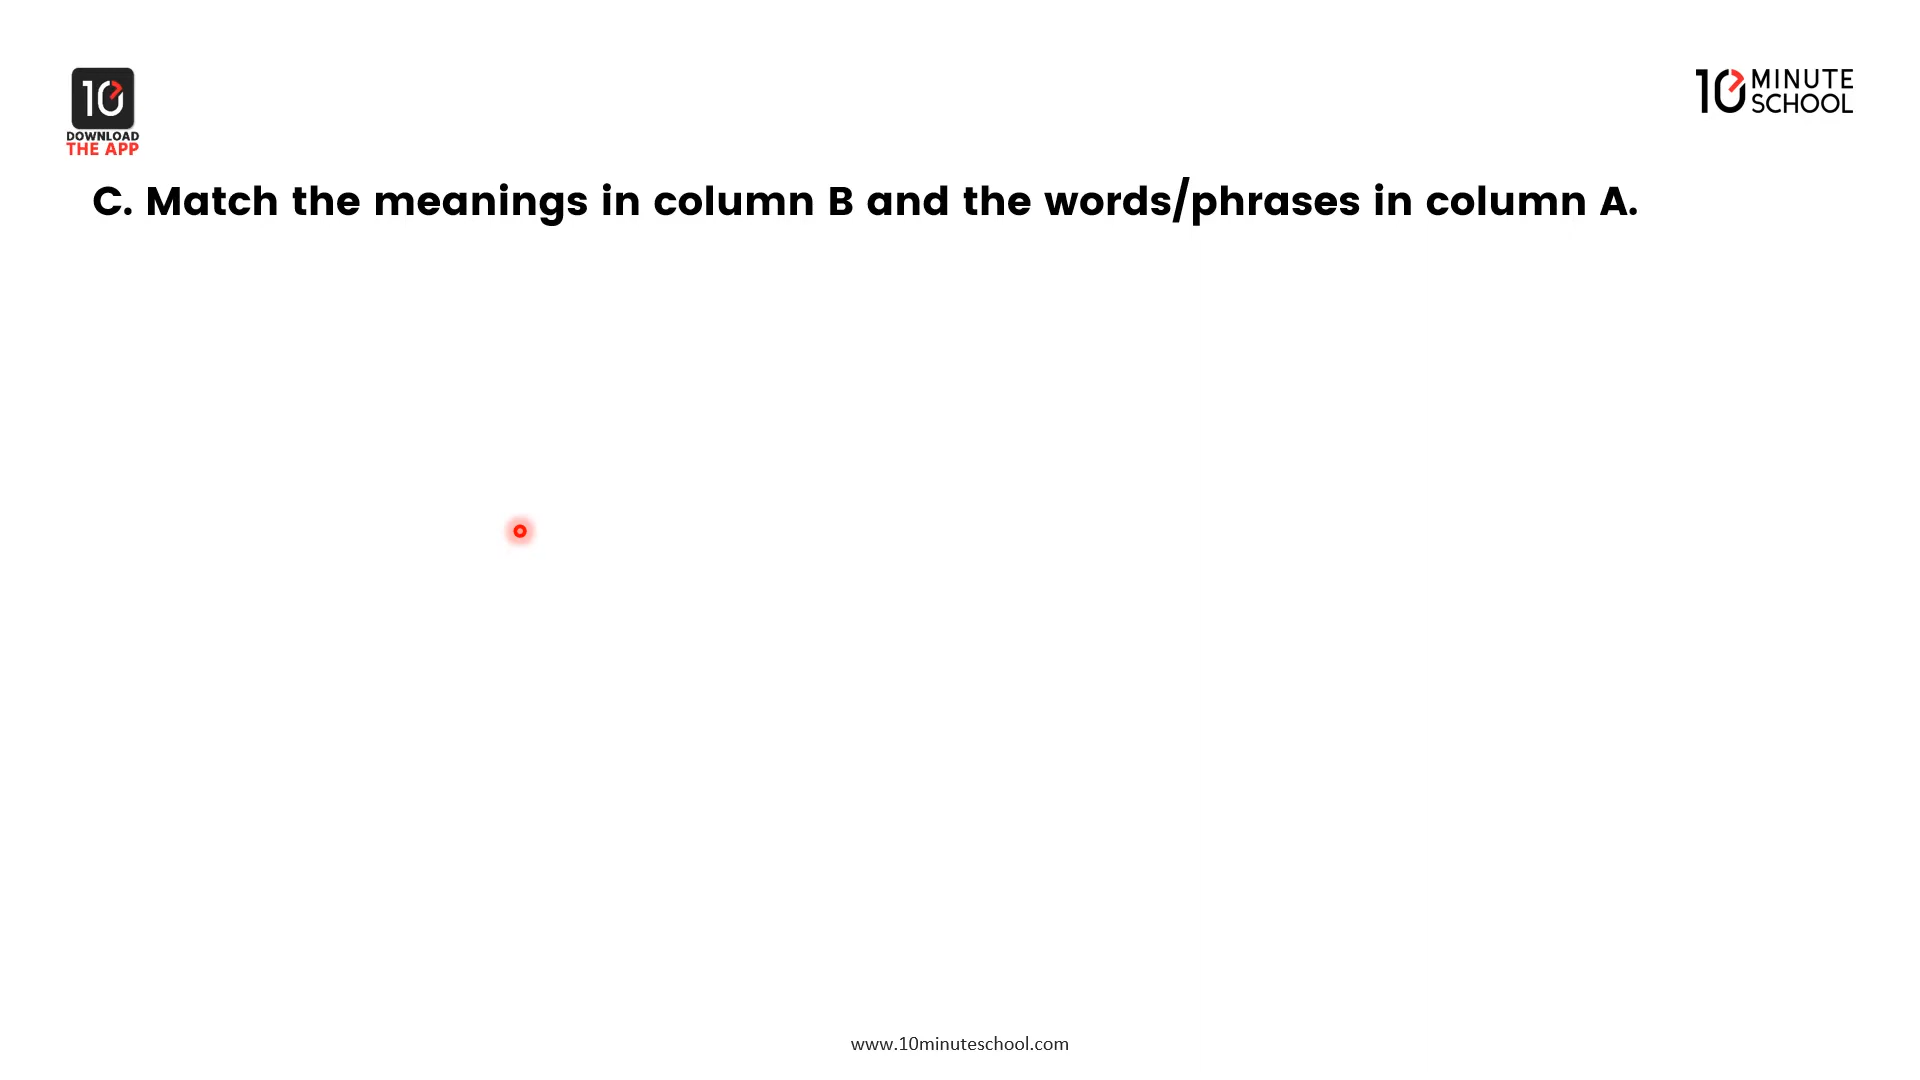 10
DOWNLOAD
THE APP
10 MINUTE
SCHOOL
C. Match the meanings in column B and the words/phrases in column A.
www.10minuteschool.com